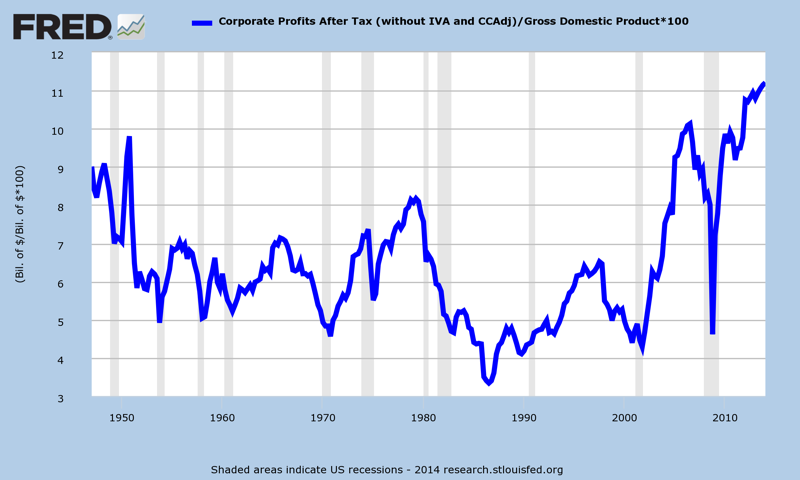 FRED
Corporate Profits After Tax (without IVA and CCAdj)/Gross Domestic Product*100
(Bil. of $/Bil. of $*100)
12
11
10
9
8
7
6
5
4
3
1950 1960 1970 1980 1990 2000 2010
Shaded areas indicate US recessions - 2014 research.stlouisfed.org